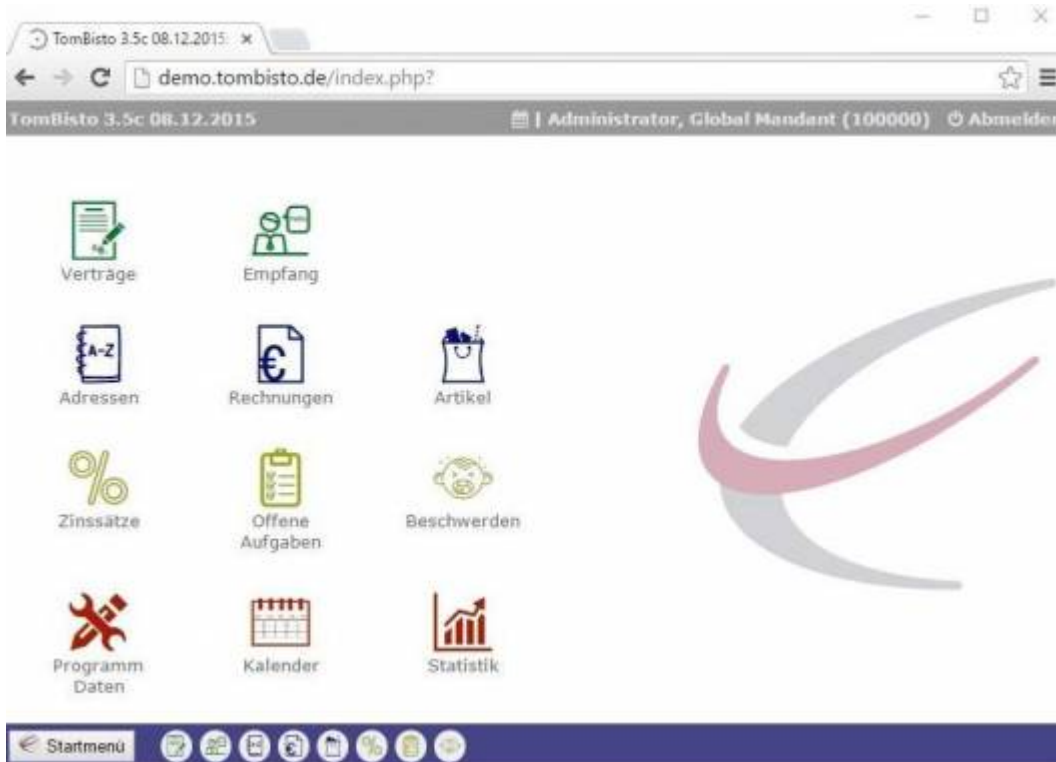 TomBisto 3.5c 08.12.2015
demo.tombisto.de/index.php?
TomBisto 3.5c 08.12.2015 | Administrator, Global Mandant (100000) Abmelden
Verträge Empfang
A-Z
Adressen Rechnungen Artikel
Zinssätze Offene Aufgaben Beschwerden
Programm Daten Kalender Statistik
Startmenü